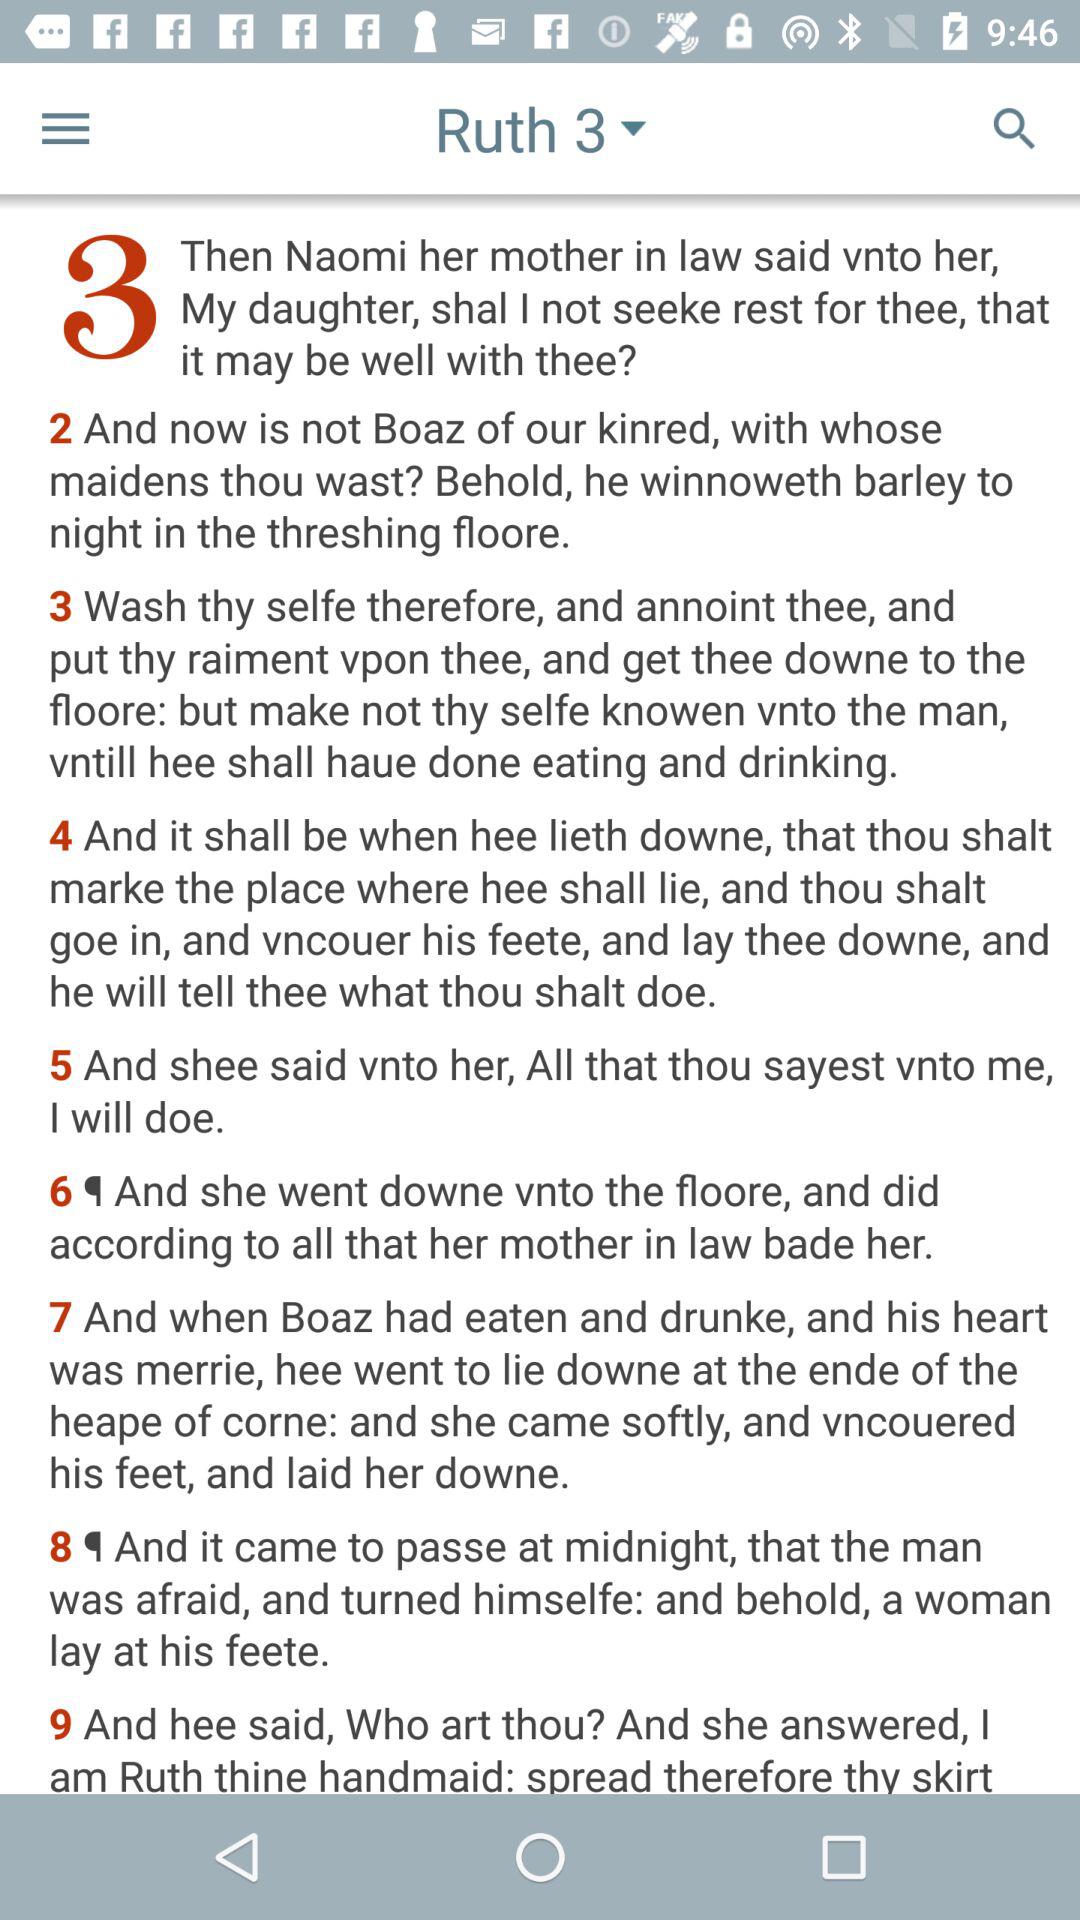 FAKE
9:46
Ruth 3
3 Then Naomi her mother in law said vnto her,
My daughter, shal I not seeke rest for thee, that
it may be well with thee?
2 And now is not Boaz of our kinred, with whose
maidens thou wast? Behold, he winnoweth barley to
night in the threshing floore.
3 Wash thy selfe therefore, and annoint thee, and
put thy raiment vpon thee, and get thee downe to the
floore: but make not thy selfe knowen vnto the man,
vntill hee shall haue done eating and drinking.
4 And it shall be when hee lieth downe, that thou shalt
marke the place where hee shall lie, and thou shalt
goe in, and vncouer his feete, and lay thee downe, and
he will tell thee what thou shalt doe.
5 And shee said vnto her, All that thou sayest vnto me,
I will doe.
6 ¶ And she went downe vnto the floore, and did
according to all that her mother in law bade her.
7 And when Boaz had eaten and drunke, and his heart
was merrie, hee went to lie downe at the ende of the
heape of corne: and she came softly, and vncouered
his feet, and laid her downe.
8 ¶ And it came to passe at midnight, that the man
was afraid, and turned himselfe: and behold, a woman
lay at his feete.
9 And hee said, Who art thou? And she answered, I
am Ruth thine handmaid: spread therefore thy skirt